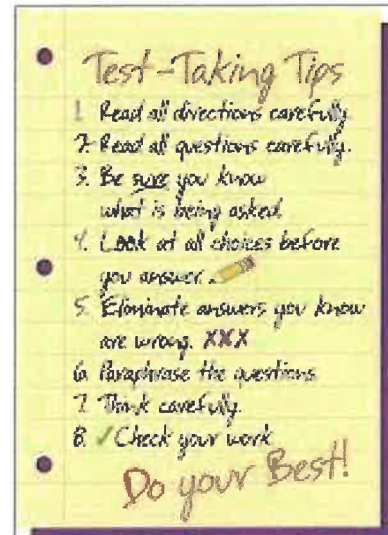 Test-Taking Tips
1. Read all directions carefully.
2. Read all questions carefully.
3. Be sure you know
what is being asked.
4. Look at all choices before
you answer.
5. Eliminate answers you know
are wrong. XXX
6. Paraphrase the questions
7. Think carefully.
8. ✓Check your work
Do your Best!